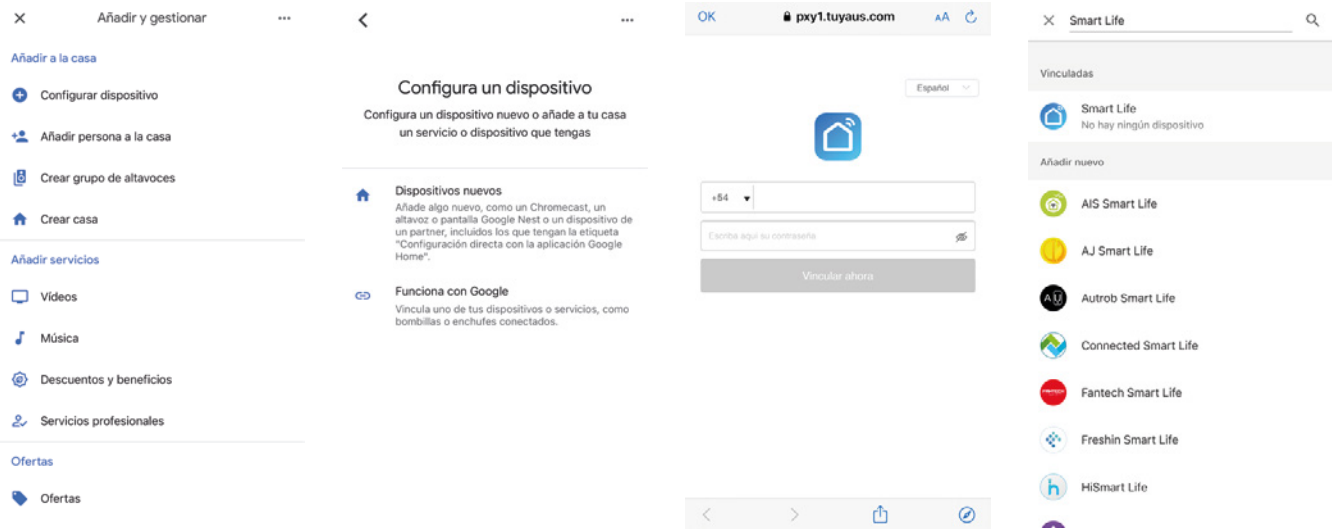 Añadir y gestionar
Añadir a la casa
Configurar dispositivo
Añadir persona a la casa
Crear grupo de altavoces
Crear casa
Añadir servicios
Vídeos
Música
Descuentos y beneficios
Servicios profesionales
Ofertas
Ofertas
Configura un dispositivo
Configura un dispositivo nuevo o añade a tu casa
un servicio o dispositivo que tengas
Dispositivos nuevos
Añade algo nuevo, como un Chromecast, un
altavoz o pantalla Google Nest o un dispositivo de
un partner, incluidos los que tengan la etiqueta
"Configuración directa con la aplicación Google
Home".
Funciona con Google
Vincula uno de tus dispositivos o servicios, como
bombillas o enchufes conectados.
OK
pxy1.tuyaus.com
AA
Español
+54
Escriba aquí su contraseña
Vincular ahora
Smart Life
Vinculadas
Smart Life
No hay ningún dispositivo
Añadir nuevo
AIS Smart Life
AJ Smart Life
Autrob Smart Life
Connected Smart Life
FANTECH
Fantech Smart Life
Freshin Smart Life
HiSmart Life